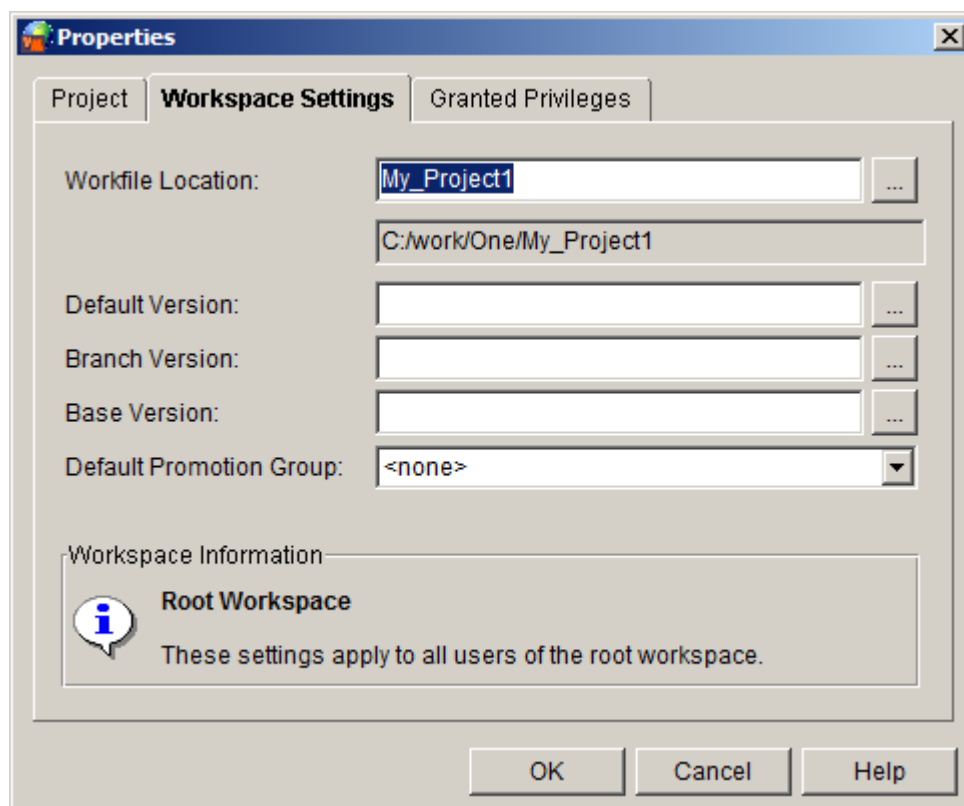 Properties
Project Workspace Settings Granted Privileges
Workfile Location: My_Project1 ...
C:/work/One/My_Project1
Default Version: ...
Branch Version: ...
Base Version: ...
Default Promotion Group: <none>
Workspace Information
Root Workspace
These settings apply to all users of the root workspace.
OK Cancel Help